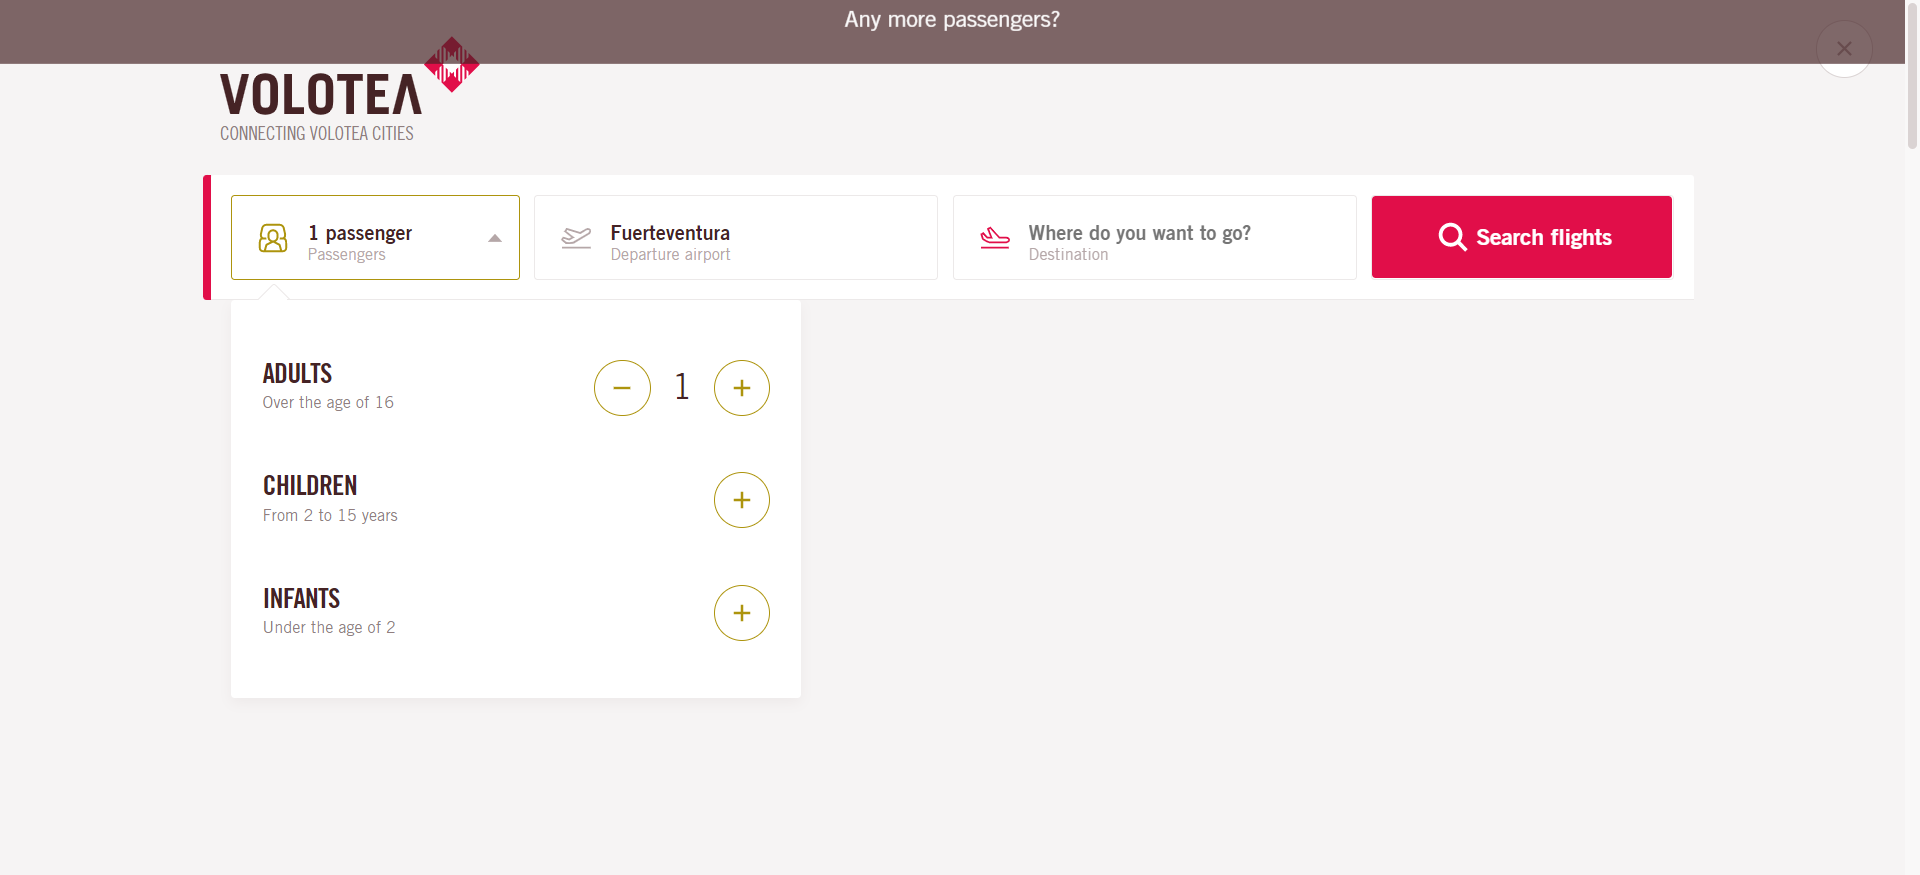 Any more passengers?
VOLOTEA
CONNECTING VOLOTEA CITIES
1 passenger
Passengers
Fuerteventura
Departure airport
Where do you want to go?
Destination
Search flights
ADULTS
Over the age of 16
1
CHILDREN
From 2 to 15 years
INFANTS
Under the age of 2